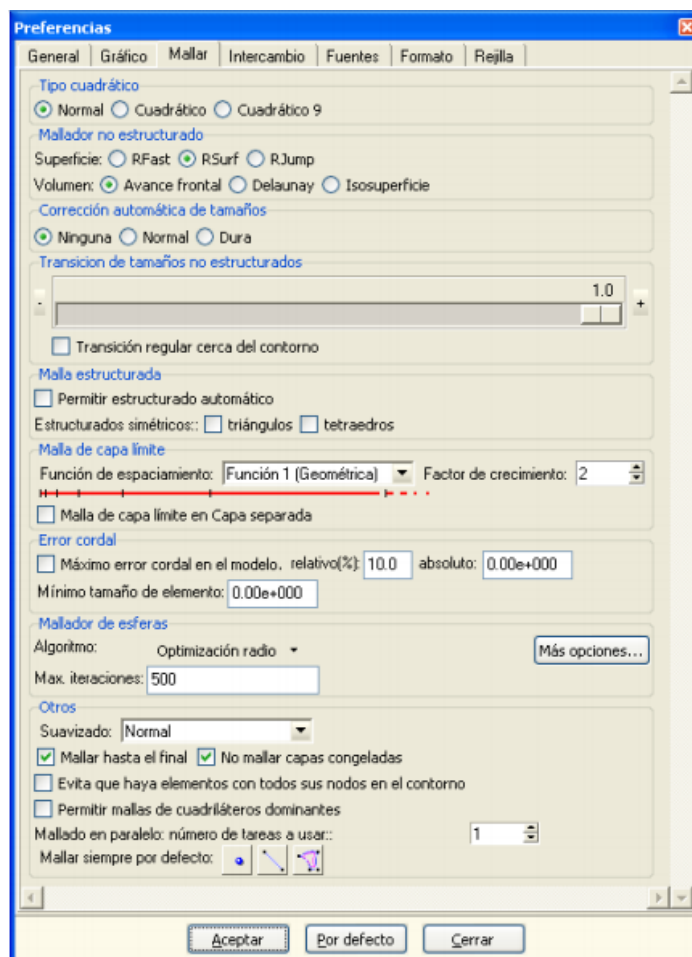 Preferencias
General Gráfico Mallar Intercambio Fuentes Formato Rejilla
Tipo cuadrático
Normal Cuadrático Cuadrático 9
Mallador no estructurado
Superficie: RFast RSurf RJump
Volumen: Avance frontal Delaunay Isosuperficie
Corrección automática de tamaños
Ninguna Normal Dura
Transicion de tamaños no estructurados
1.0
- +
Transición regular cerca del contorno
Malla estructurada
Permitir estructurado automático
Estructurados simétricos:: triángulos tetraedros
Malla de capa límite
Función de espaciamiento: Función 1 (Geométrica) Factor de crecimiento: 2
Malla de capa límite en Capa separada
Error cordal
Máximo error cordal en el modelo, relativo(%): 10.0 absoluto: 0.00e+000
Mínimo tamaño de elemento: 0.00e+000
Mallador de esferas
Algoritmo: Optimización radio Más opciones...
Max. iteraciones: 500
Otros
Suavizado: Normal
Mallar hasta el final No mallar capas congeladas
Evita que haya elementos con todos sus nodos en el contorno
Permitir mallas de cuadriláteros dominantes
Mallado en paralelo: número de tareas a usar:: 1
Mallar siempre por defecto:
Aceptar Por defecto Cerrar